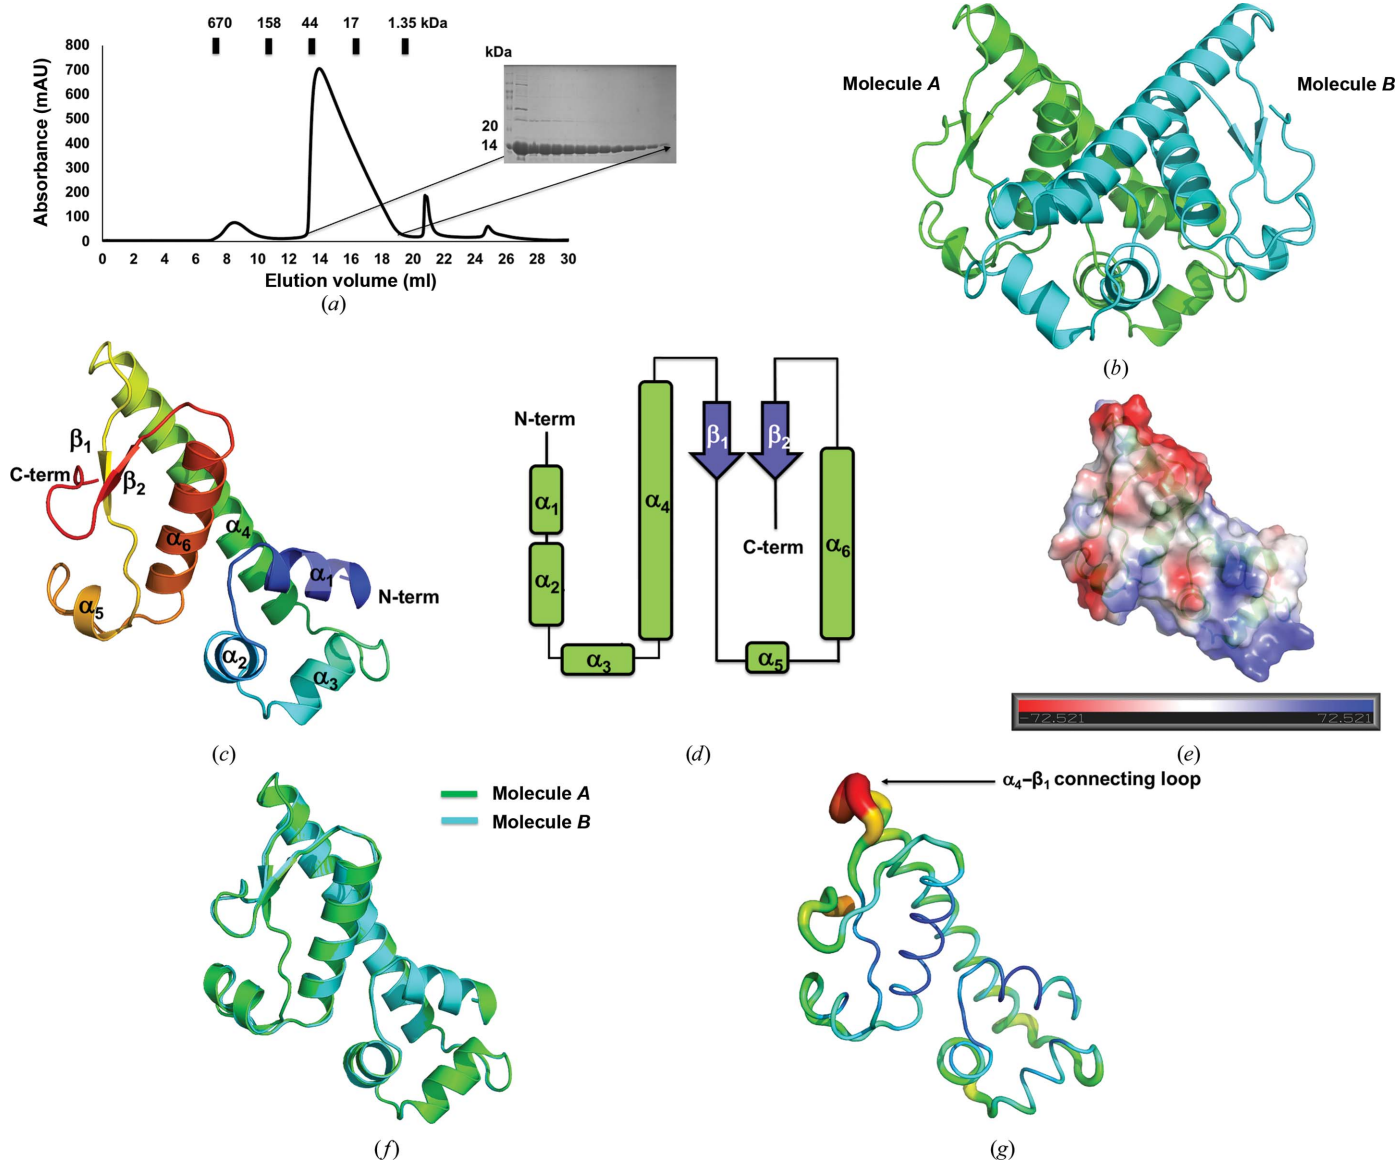 670 158 44 17 1.35 kDa
800
700
600
500
400
300
200
100
0
Absorbance (mAU)
0 2 4 6 8 10 12 14 16 18 20 22 24 26 28 30
Elution volume (ml)
kDa
20
14
(a)
Molecule A
Molecule B
(b)
β1
C-term
β2
α6
α4
α1
N-term
α5
α2
α3
(c)
N-term
α1
α2
α3
α4
β1
β2
C-term
α5
α6
(d)
-72.521 72.521
(e)
Molecule A
Molecule B
(f)
α4–β1 connecting loop
(g)